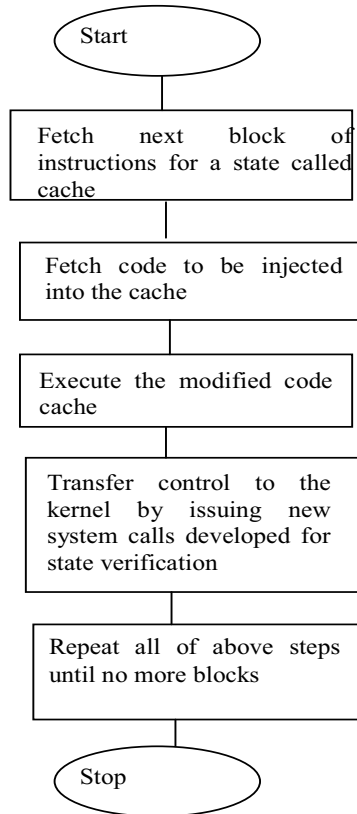 Start
Fetch next block of
instructions for a state called
cache
Fetch code to be injected
into the cache
Execute the modified code
cache
Transfer control to the
kernel by issuing new
system calls developed for
state verification
Repeat all of above steps
until no more blocks
Stop